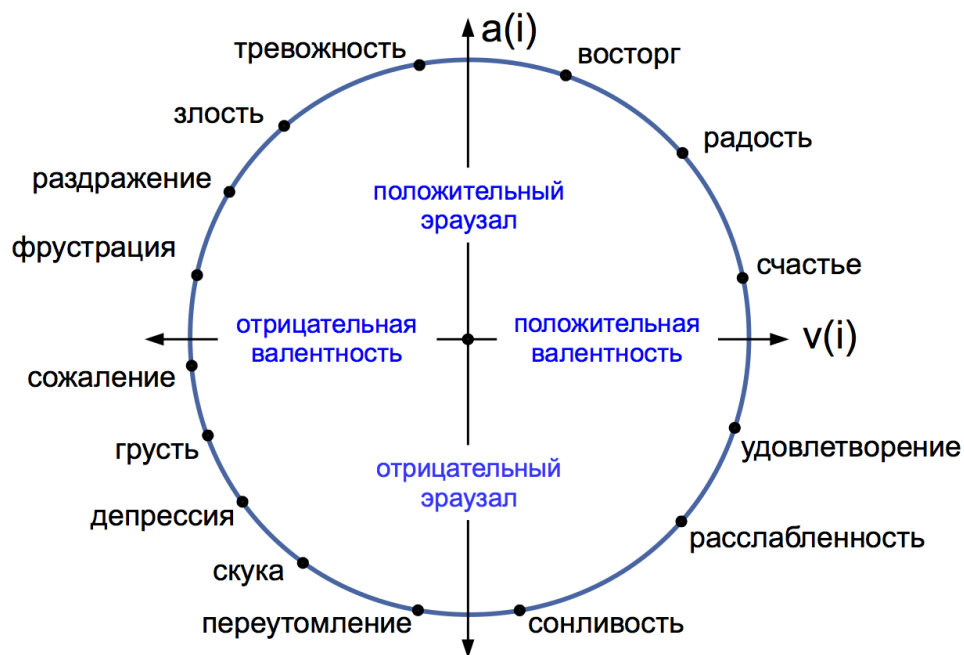 a(i)
тревожность
восторг
злость
радость
раздражение
положительный
эраузал
фрустрация
счастье
отрицательная
валентность
положительная
валентность
v(i)
сожаление
грусть
удовлетворение
отрицательный
эраузал
депрессия
расслабленность
скука
переутомление
сонливость